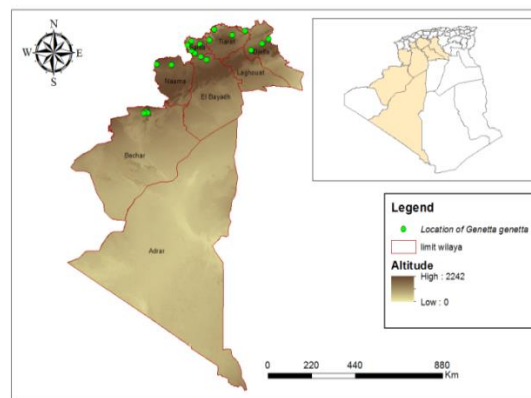 N
W E
S
Tiaret
Djelfa
Laghouat
Naama
El Bayadh
Bechar
Adrar
Legend
Location of Genetta genetta
limit wilaya
Altitude
High : 2242
Low : 0
0 220 440 880
Km